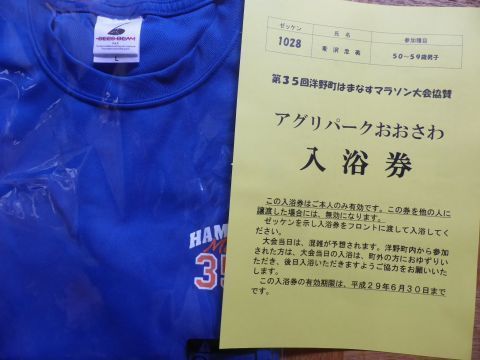 L
HAM
35
ゼッケン
氏名
参加種目
1028
50～59歳男子
第35回洋野町はまなすマラソン大会協賛
アグリパークおおさわ
入浴券
この入浴券はご本人のみ有効です。この券を他の人に
譲渡した場合には、無効になります。
ゼッケンを示し入浴券をフロントに渡して入浴してく
ださい。
大会当日は、混雑が予想されます。洋野町内から参加
された方は、大会当日の入浴は、町外の方におゆずりい
ただき、後日入浴いただきますようご協力をお願いいた
します。
この入浴券の有効期限は、平成29年6月30日まで
です。